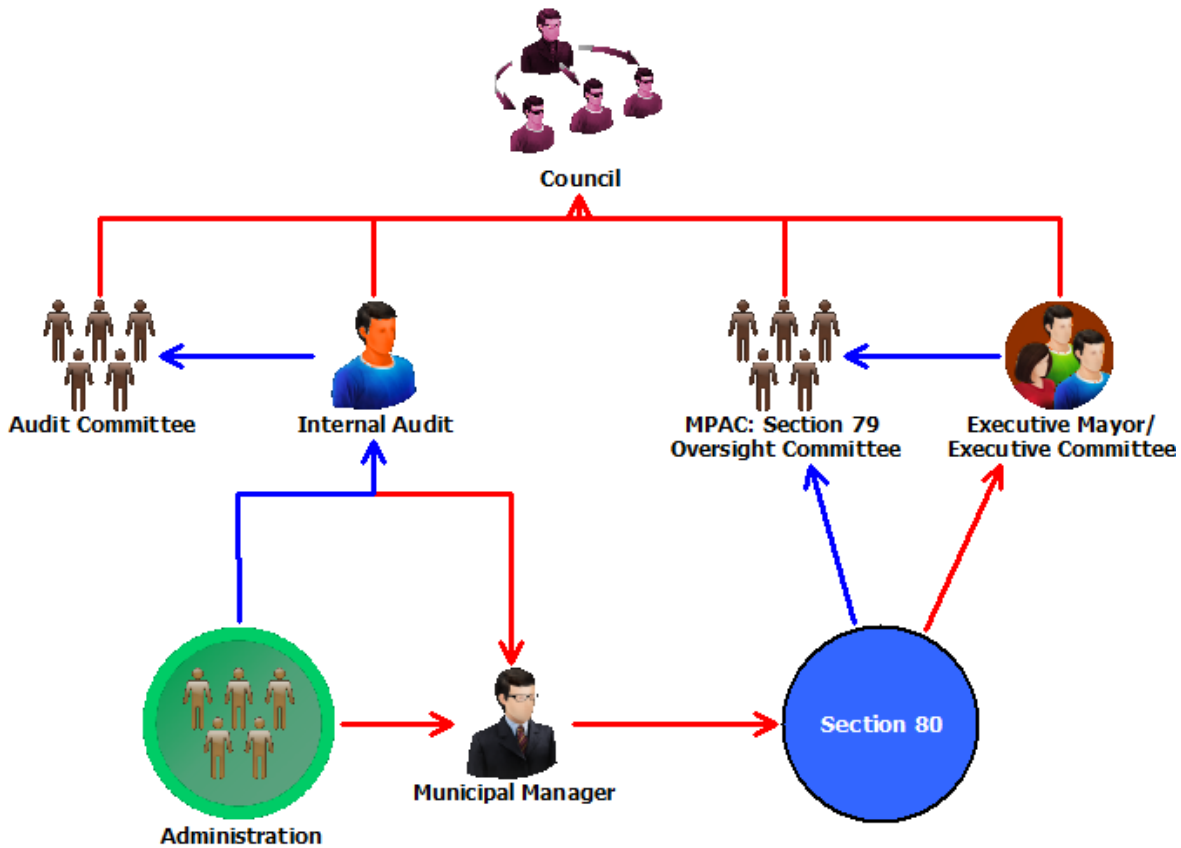 Council
Audit Committee
Internal Audit
MPAC: Section 79
Oversight Committee
Executive Mayor/
Executive Committee
Section 80
Municipal Manager
Administration